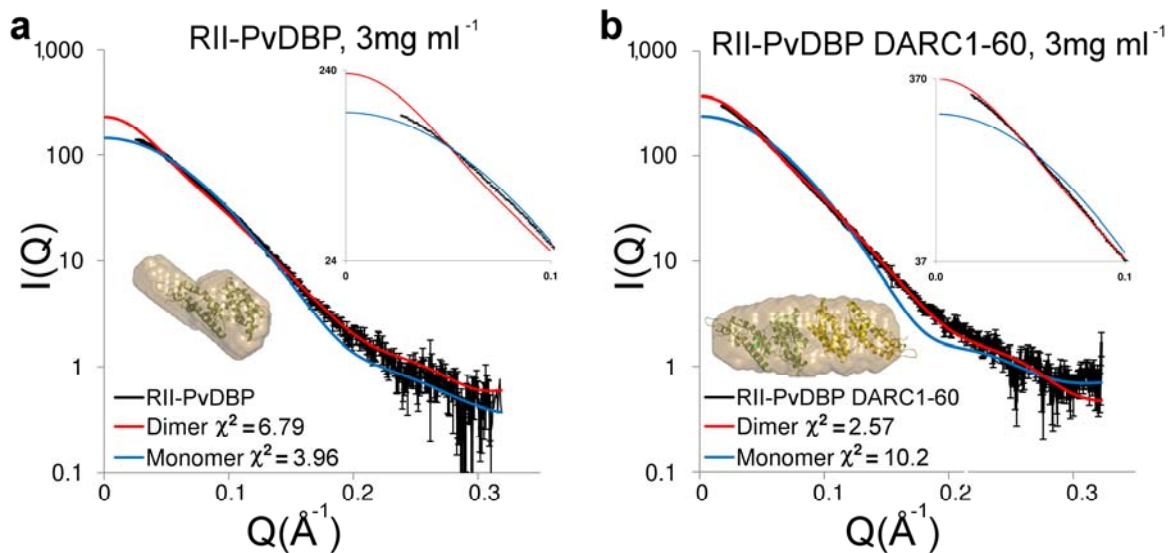 a
RII-PvDBP, 3mg ml⁻¹
1,000
100
10
1
0.1
I(Q)
240
24
0
0.1
RII-PvDBP
Dimer χ² = 6.79
Monomer χ² = 3.96
0
0.1
0.2
0.3
Q(Å⁻¹)
b
RII-PvDBP DARC1-60, 3mg ml⁻¹
1,000
100
10
1
0.1
I(Q)
370
37
0.0
0.1
RII-PvDBP DARC1-60
Dimer χ² = 2.57
Monomer χ² = 10.2
0
0.1
0.2
0.3
Q(Å⁻¹)